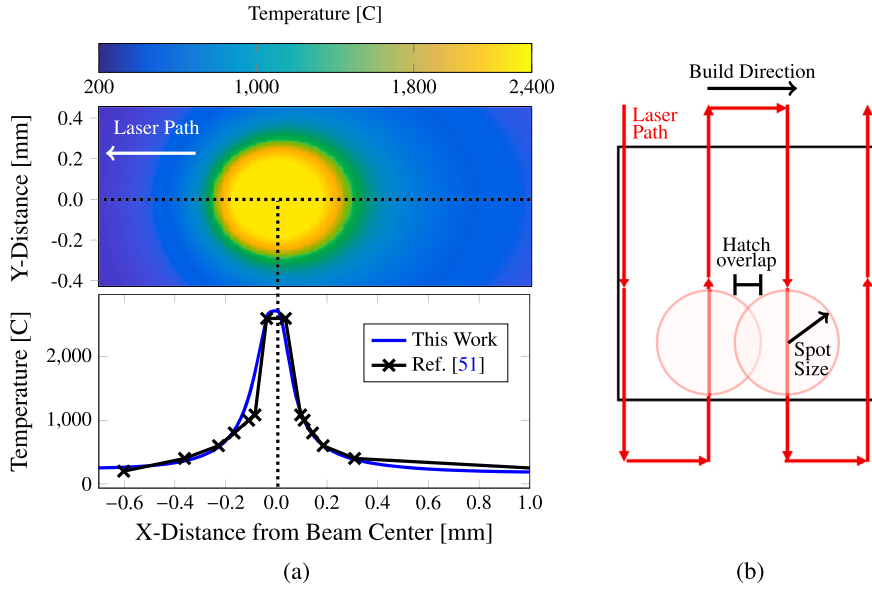 Temperature [C]
200 1,000 1,800 2,400
Y-Distance [mm]
0.4
0.2
0.0
-0.2
-0.4
Laser Path
Temperature [C]
2,000
1,000
0
This Work
Ref. [51]
−0.6 −0.4 −0.2 0.0 0.2 0.4 0.6 0.8 1.0
X-Distance from Beam Center [mm]
(a)
Build Direction
Laser
Path
Hatch
overlap
Spot
Size
(b)